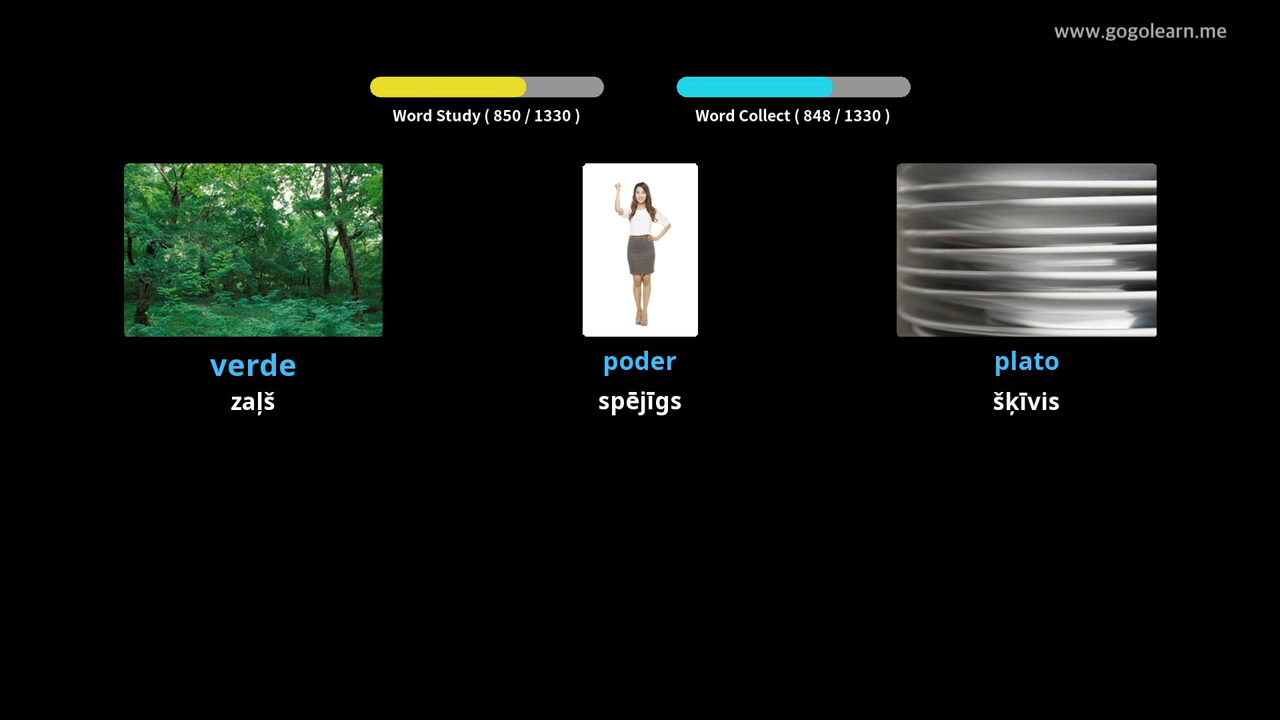 www.gogolearn.me
Word Study ( 850 / 1330 )
Word Collect ( 848 / 1330 )
verde
zaļš
poder
spējīgs
plato
šķīvis